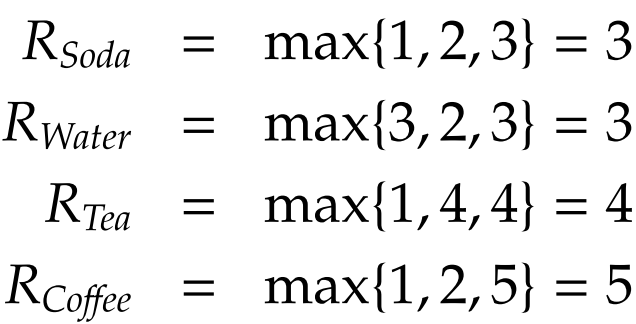 R_Soda = max{1, 2, 3} = 3
R_Water = max{3, 2, 3} = 3
R_Tea = max{1, 4, 4} = 4
R_Coffee = max{1, 2, 5} = 5